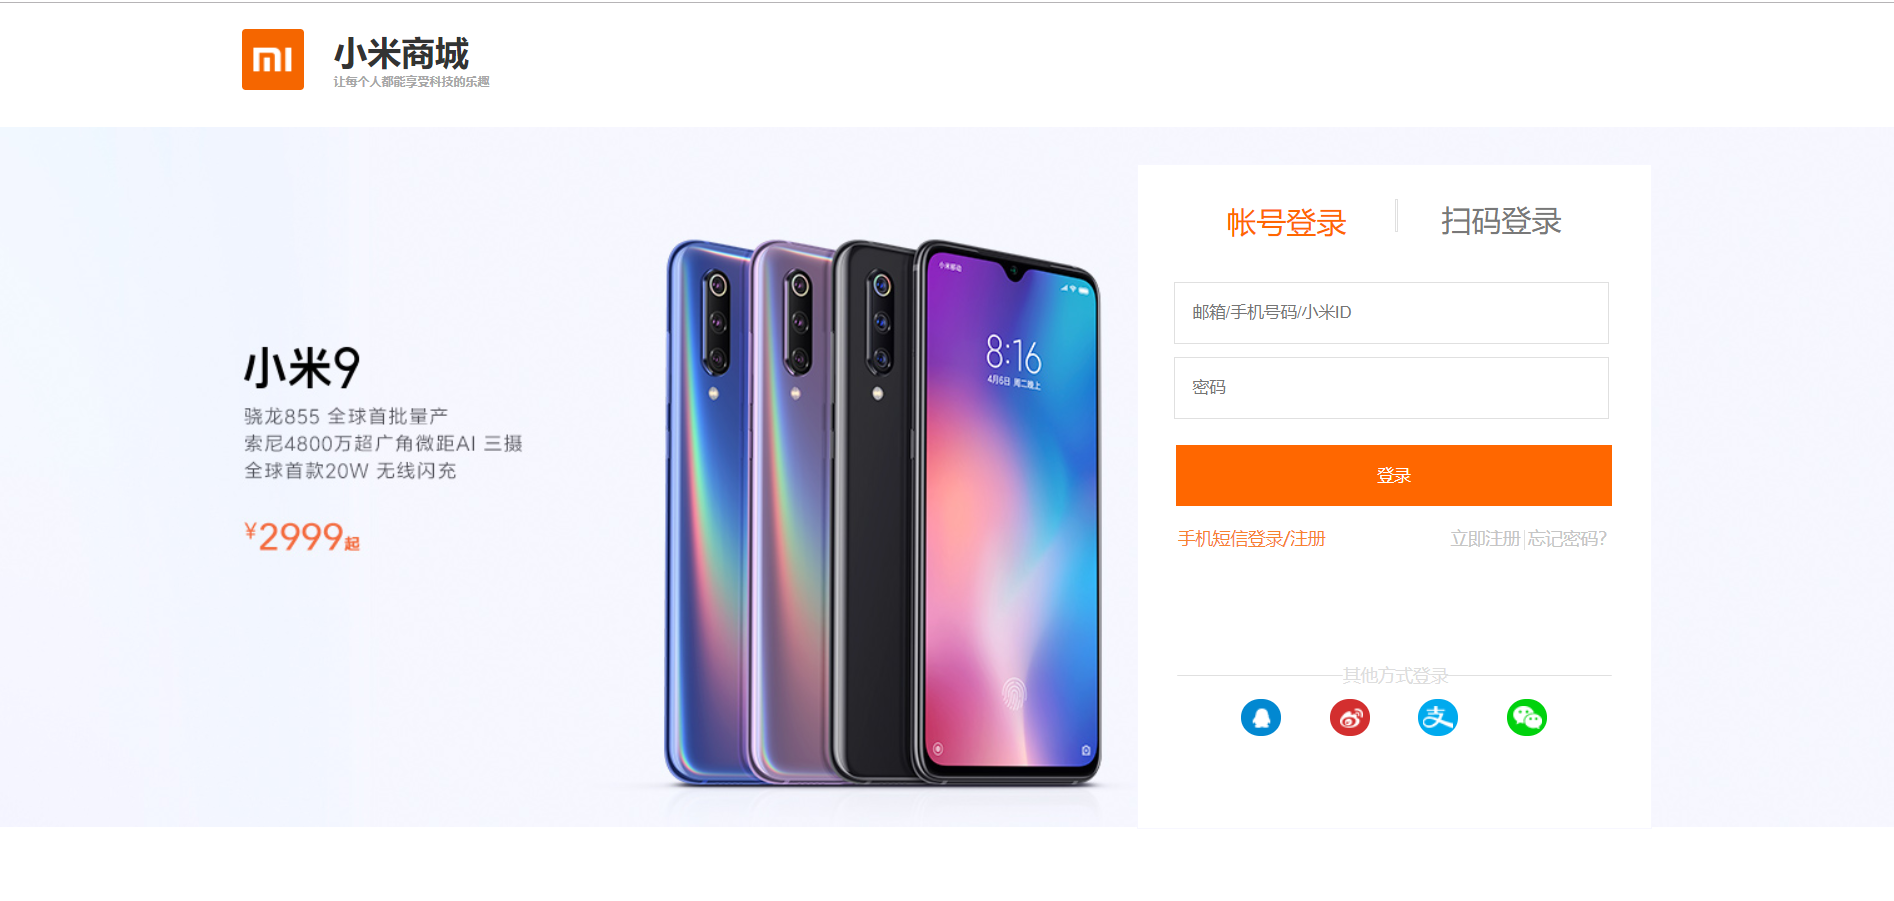 小米商城
让每个人都能享受科技的乐趣
帐号登录
扫码登录
邮箱/手机号码/小米ID
密码
登录
手机短信登录/注册
立即注册|忘记密码?
其他方式登录
小米9
骁龙855 全球首批量产
索尼4800万超广角微距AI 三摄
全球首款20W 无线闪充
¥2999起
小米移动
8:16
4月6日 周二晚上